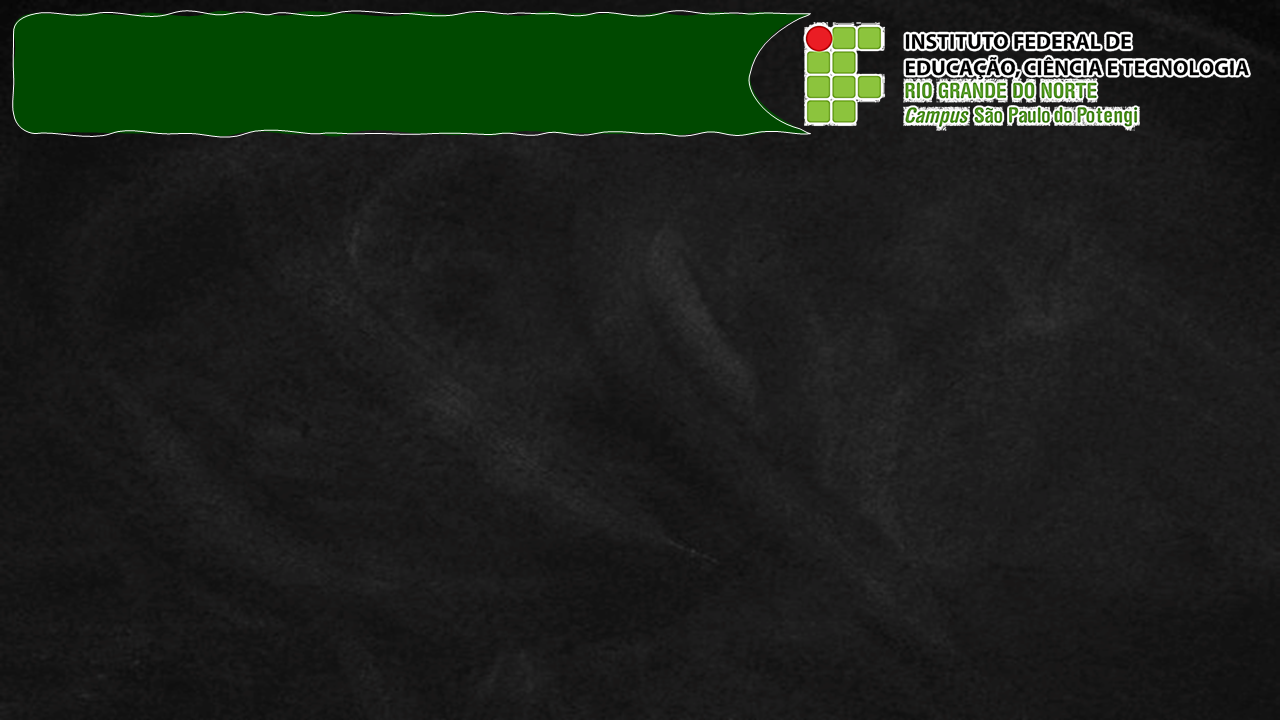 INSTITUTO FEDERAL DE
EDUCAÇÃO, CIÊNCIA E TECNOLOGIA
RIO GRANDE DO NORTE
Campus São Paulo do Potengi